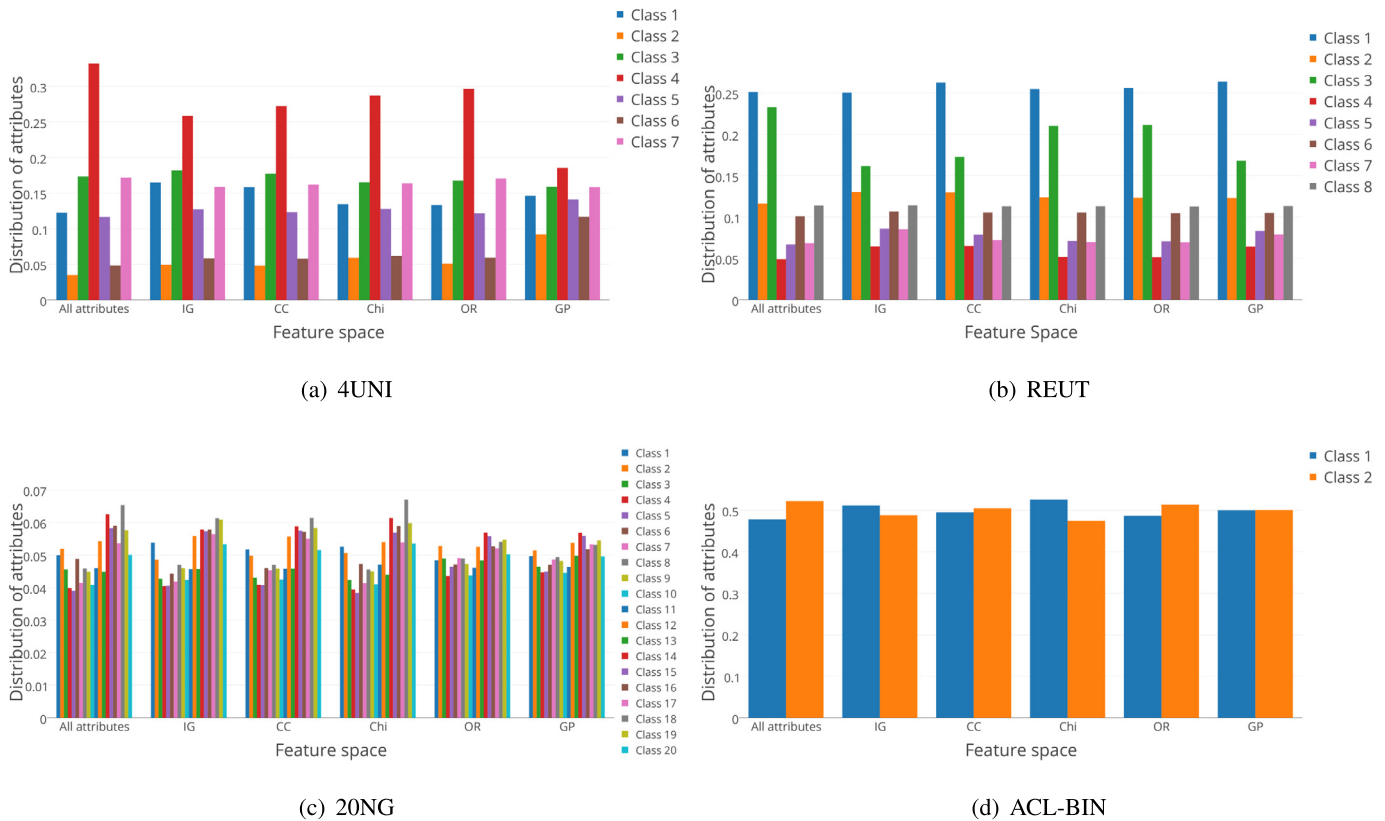 Class 1
Class 2
Class 3
Class 4
Class 5
Class 6
Class 7
Distribution of attributes
0.3
0.25
0.2
0.15
0.1
0.05
0
All attributes IG CC Chi OR GP
Feature space
(a) 4UNI
Class 1
Class 2
Class 3
Class 4
Class 5
Class 6
Class 7
Class 8
Distribution of attributes
0.25
0.2
0.15
0.1
0.05
0
All attributes IG CC Chi OR GP
Feature Space
(b) REUT
Class 1
Class 2
Class 3
Class 4
Class 5
Class 6
Class 7
Class 8
Class 9
Class 10
Class 11
Class 12
Class 13
Class 14
Class 15
Class 16
Class 17
Class 18
Class 19
Class 20
Distribution of attributes
0.07
0.06
0.05
0.04
0.03
0.02
0.01
0
All attributes IG CC Chi OR GP
Feature space
(c) 20NG
Class 1
Class 2
Distribution of attributes
0.5
0.4
0.3
0.2
0.1
0
All attributes IG CC Chi OR GP
Feature space
(d) ACL-BIN